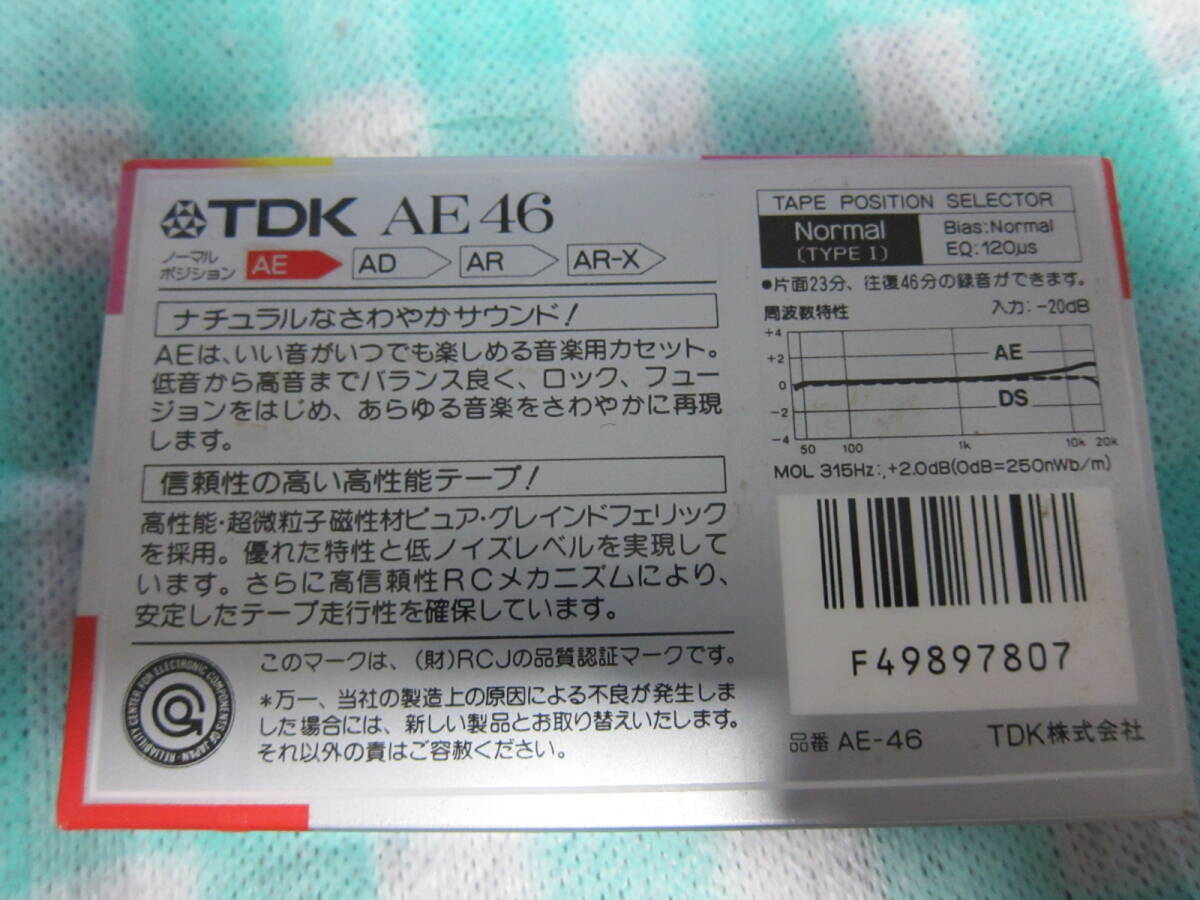 TDK AE 46
ノーマル
ポジション
AE AD AR AR-X
ナチュラルなさわやかサウンド!
AEは、いい音がいつでも楽しめる音楽用カセット。
低音から高音までバランス良く、ロック、フュー
ジョンをはじめ、あらゆる音楽をさわやかに再現
します。
信頼性の高い高性能テープ!
高性能・超微粒子磁性材ピュア・グレインドフェリック
を採用。優れた特性と低ノイズレベルを実現して
います。さらに高信頼性RCメカニズムにより、
安定したテープ走行性を確保しています。
RELIABILITY CENTER FOR ELECTRONIC COMPONENTS OF JAPAN
このマークは、(財)RCJの品質認証マークです。
*万一、当社の製造上の原因による不良が発生しま
した場合には、新しい製品とお取り替えいたします。
それ以外の責はご容赦ください。
TAPE POSITION SELECTOR
Normal
(TYPE I)
Bias:Normal
EQ:120μs
●片面23分、往復46分の録音ができます。
周波数特性 入力:-20dB
+4
+2
0
-2
-4
AE
DS
50 100 1k 10k 20k
MOL 315Hz:+2.0dB(0dB=250nWb/m)
F49897807
品番 AE-46 TDK株式会社